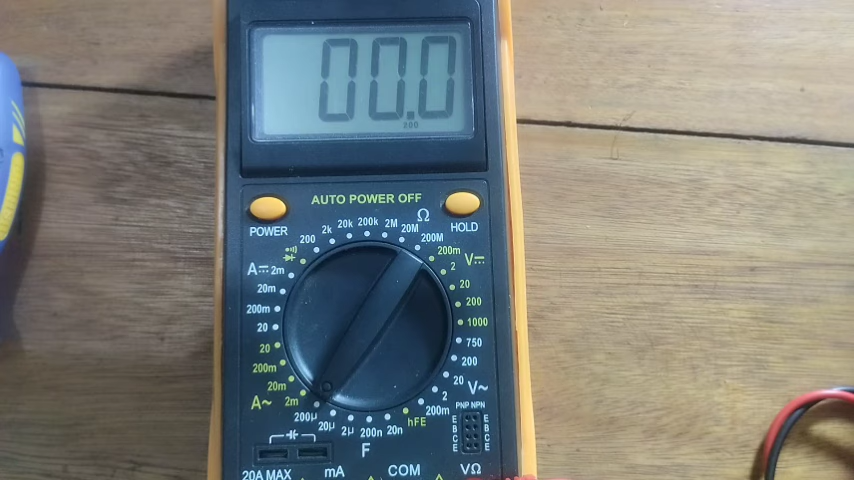 00.0
200
AUTO POWER OFF
POWER
HOLD
Ω
200 2k 20k 200k 2M 20M 200M
A⎓ 2m
20m
200m
20
20
200m
20m
2m
A~
200m V⎓
2
20
200
1000
750
200
20
V~
2
200m
hFE
200µ 20µ 2µ 200n 20n
F
PNP NPN
E E
B B
C C
E E
20A MAX mA COM VΩ